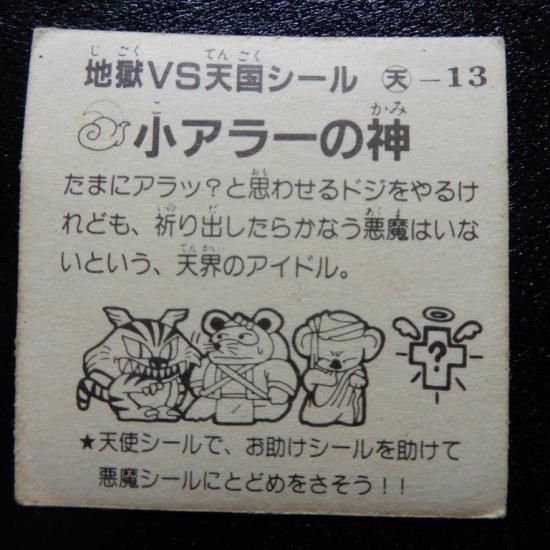 地獄VS天国シール 天－13
小アラーの神
たまにアラッ？と思わせるドジをやるけ
れども、祈り出したらかなう悪魔はいな
いという、天界のアイドル。
？
★天使シールで、お助けシールを助けて
悪魔シールにとどめをさそう！！